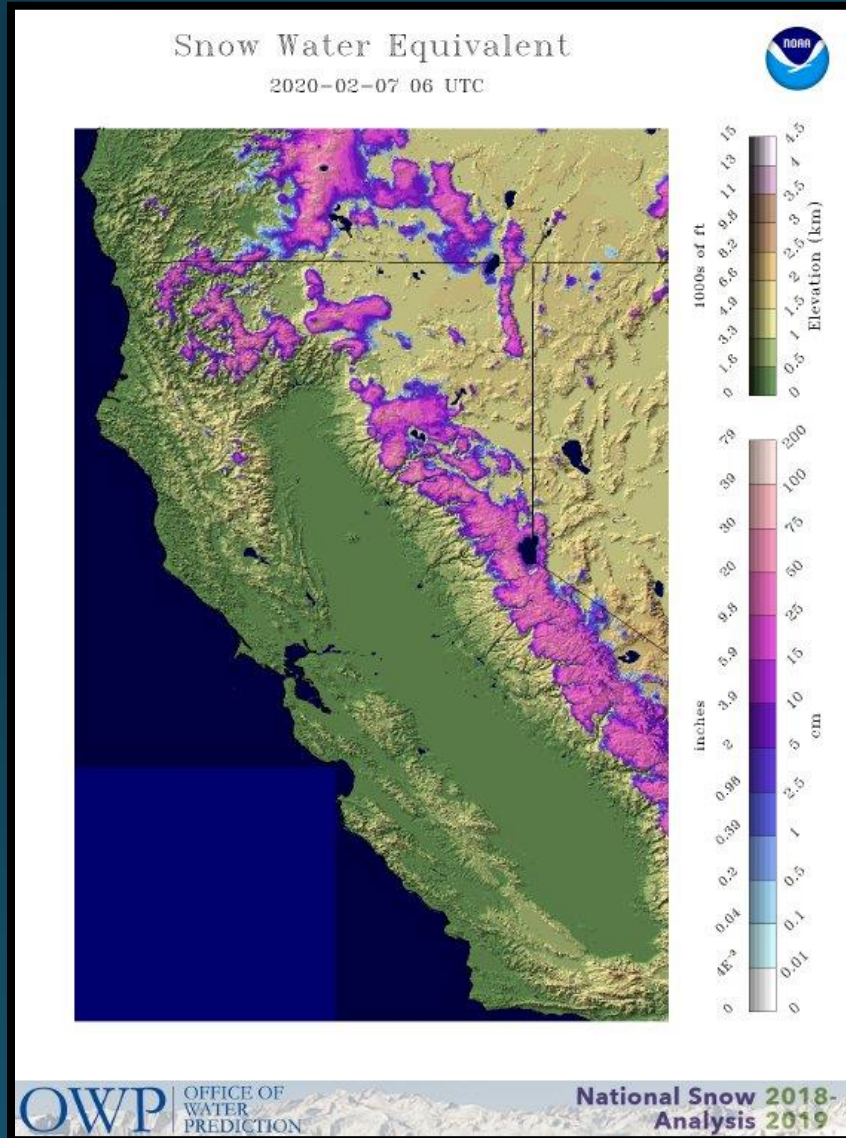 Snow Water Equivalent
2020-02-07 06 UTC
NOAA
15 4.5
13 4
11 3.5
9.8 3
8.2 2.5
6.6 2
4.9 1.5
3.3 1
1.6 0.5
0 0
1000s of ft
Elevation (km)
79 200
39 100
30 75
20 50
9.8 25
5.9 15
3.9 10
2 5
0.98 2.5
0.39 1
0.2 0.5
0.04 0.1
4E⁻³ 0.01
0 0
inches
cm
OWP
OFFICE OF
WATER
PREDICTION
National Snow 2018-
Analysis 2019